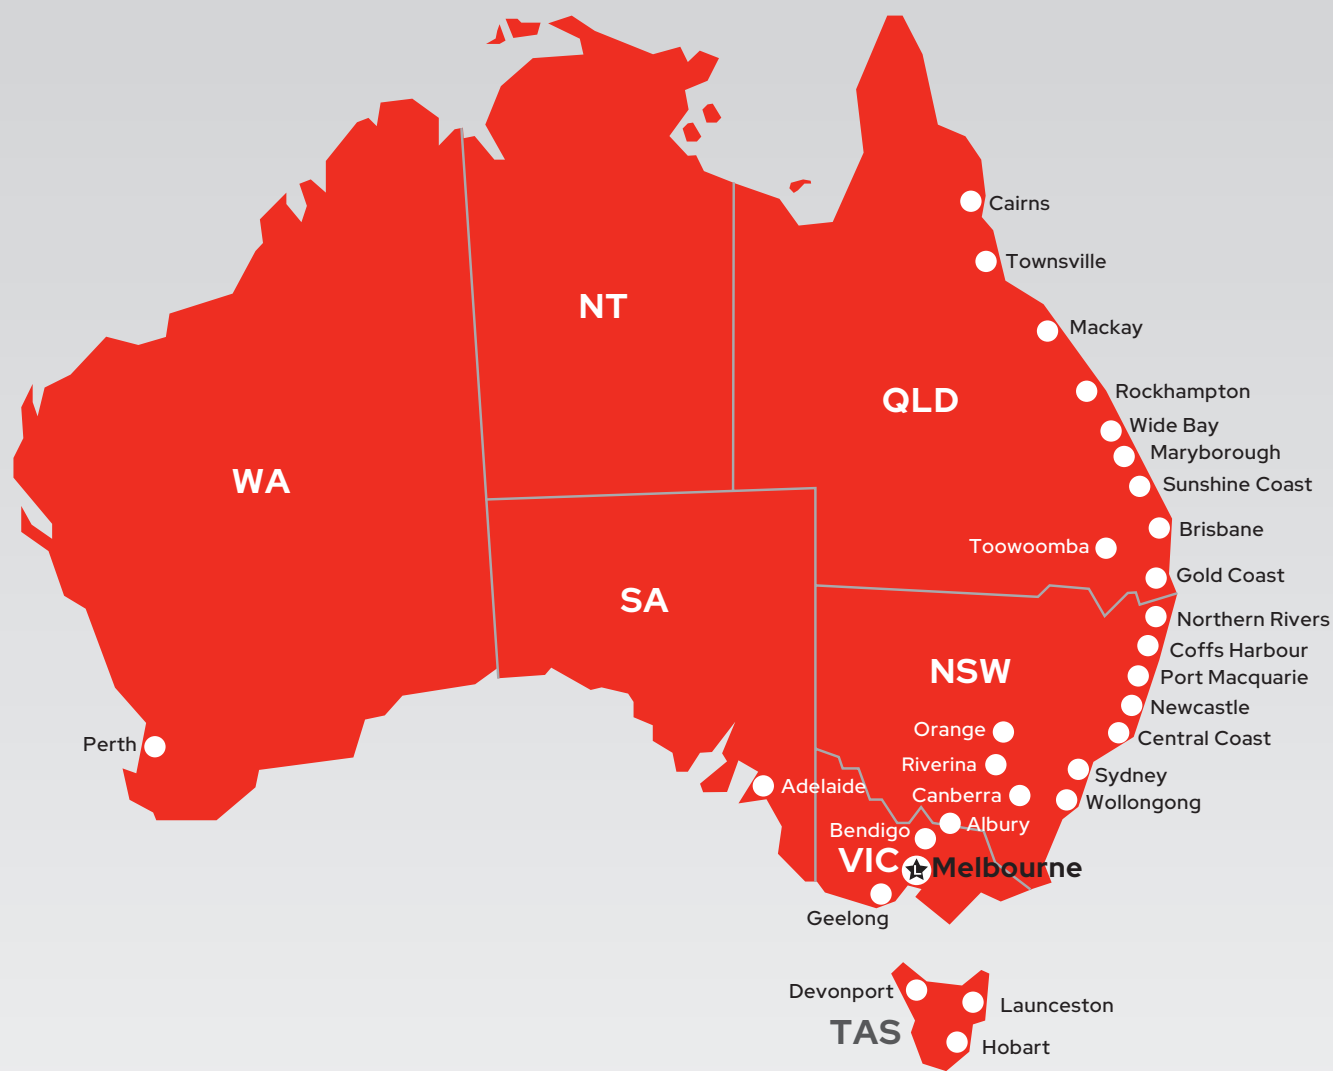 Cairns
Townsville
NT
Mackay
QLD
Rockhampton
Wide Bay
Maryborough
WA
Sunshine Coast
Brisbane
Toowoomba
Gold Coast
SA
Northern Rivers
Coffs Harbour
NSW
Port Macquarie
Newcastle
Orange
Central Coast
Perth
Riverina
Sydney
Adelaide
Canberra
Wollongong
Albury
Bendigo
VIC
L
Melbourne
Geelong
Devonport
Launceston
TAS
Hobart